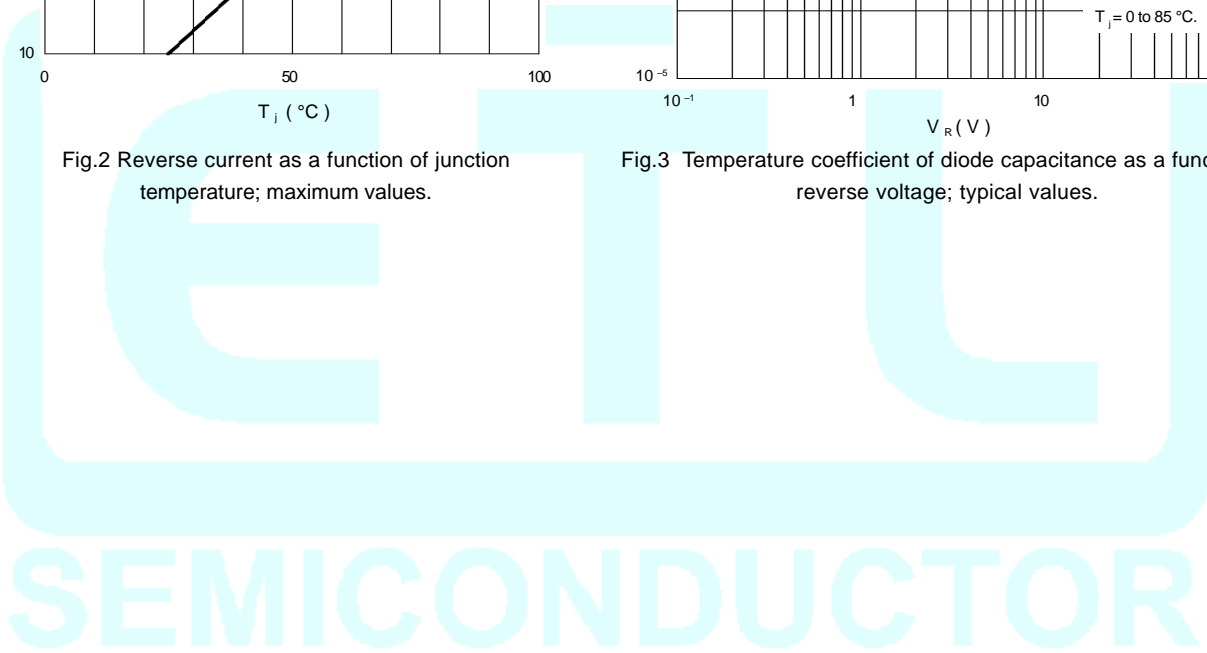 10
0 50 100
T j ( °C )
Fig.2 Reverse current as a function of junction
temperature; maximum values.
T j = 0 to 85 °C.
10 –5
10 –1 1 10
V R ( V )
Fig.3 Temperature coefficient of diode capacitance as a
reverse voltage; typical values.
ETL
SEMICONDUCTOR